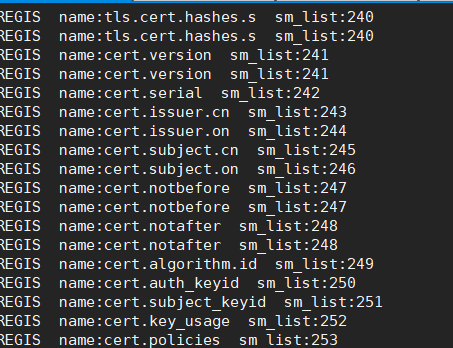 REGIS  name:tls.cert.hashes.s  sm_list:240
REGIS  name:tls.cert.hashes.s  sm_list:240
REGIS  name:cert.version  sm_list:241
REGIS  name:cert.version  sm_list:241
REGIS  name:cert.serial  sm_list:242
REGIS  name:cert.issuer.cn  sm_list:243
REGIS  name:cert.issuer.on  sm_list:244
REGIS  name:cert.subject.cn  sm_list:245
REGIS  name:cert.subject.on  sm_list:246
REGIS  name:cert.notbefore  sm_list:247
REGIS  name:cert.notbefore  sm_list:247
REGIS  name:cert.notafter  sm_list:248
REGIS  name:cert.notafter  sm_list:248
REGIS  name:cert.algorithm.id  sm_list:249
REGIS  name:cert.auth_keyid  sm_list:250
REGIS  name:cert.subject_keyid  sm_list:251
REGIS  name:cert.key_usage  sm_list:252
REGIS  name:cert.policies  sm_list:253